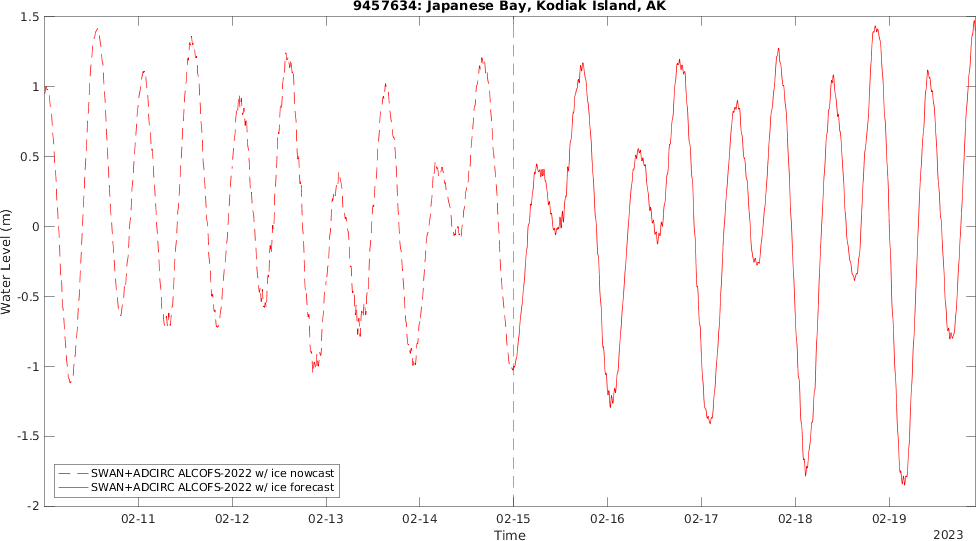 9457634: Japanese Bay, Kodiak Island, AK
1.5
1
0.5
0
-0.5
-1
-1.5
-2
Water Level (m)
SWAN+ADCIRC ALCOFS-2022 w/ ice nowcast
SWAN+ADCIRC ALCOFS-2022 w/ ice forecast
02-11 02-12 02-13 02-14 02-15 02-16 02-17 02-18 02-19
Time
2023